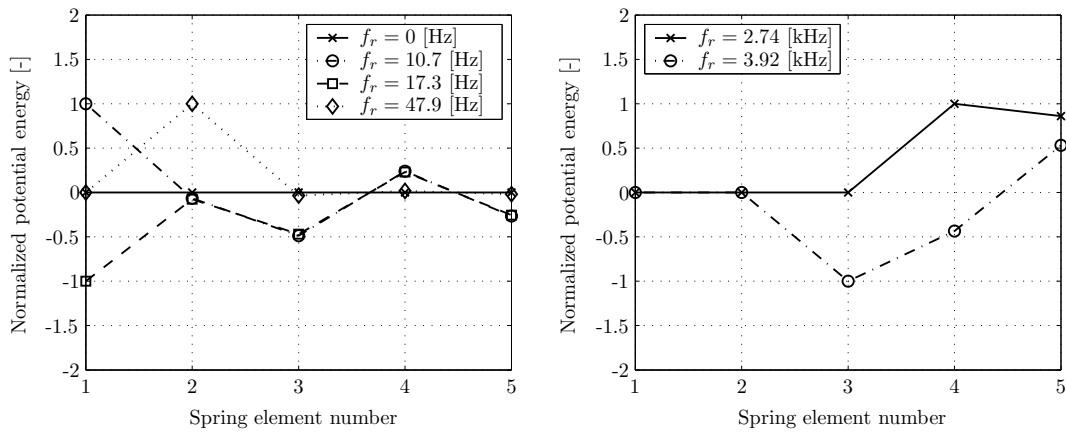 2
1.5
1
0.5
0
-0.5
-1
-1.5
-2
1 2 3 4 5
Normalized potential energy [-]
Spring element number
f_r = 0 [Hz]
f_r = 10.7 [Hz]
f_r = 17.3 [Hz]
f_r = 47.9 [Hz]
2
1.5
1
0.5
0
-0.5
-1
-1.5
-2
1 2 3 4 5
Normalized potential energy [-]
Spring element number
f_r = 2.74 [kHz]
f_r = 3.92 [kHz]